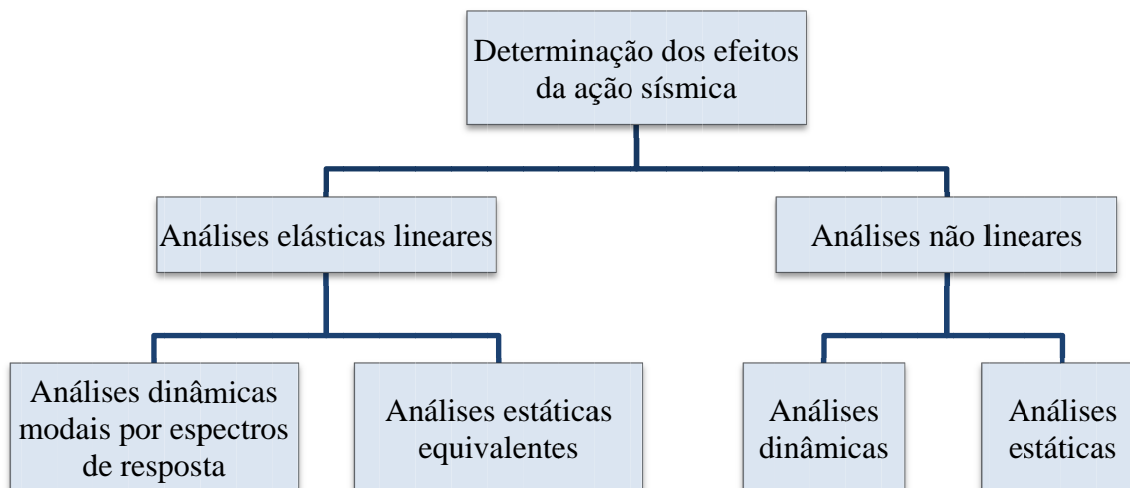 Determinação dos efeitos
da ação sísmica
Análises elásticas lineares
Análises não lineares
Análises dinâmicas
modais por espectros
de resposta
Análises estáticas
equivalentes
Análises
dinâmicas
Análises
estáticas